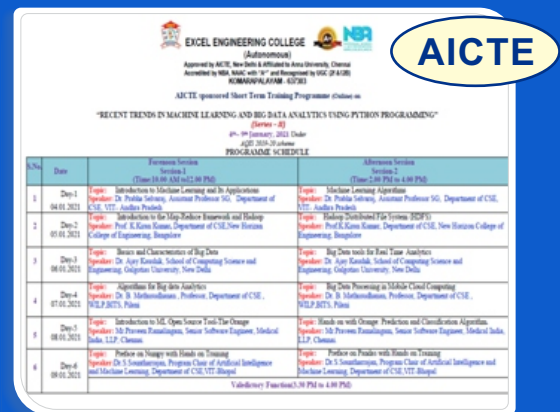 AICTE
EXCEL ENGINEERING COLLEGE
(Autonomous)
Approved by AICTE, New Delhi & Affiliated to Anna University, Chennai
Accredited by NBA, NAAC with "A+" and Recognised by UGC (2f &12B)
KOMARAPALAYAM - 637303
AICTE sponsored Short Term Training Programme (Online) on
"RECENT TRENDS IN MACHINE LEARNING AND BIG DATA ANALYTICS USING PYTHON PROGRAMMING"
(Series – II)
4th- 9th January, 2021 Under
AQIS 2019-20 scheme
PROGRAMME SCHEDULE
S.No. Date
Forenoon Session
Session-1
(Time:10.00 AM to12.00 PM)
Afternoon Session
Session-2
(Time:2.00 PM to 4.00 PM)
1 Day-1
04.01.2021
Topic: Introduction to Machine Learning and Its Applications
Speaker: Dr. Prabha Selvaraj, Assistant Professor SG, Department of
CSE, VIT- Andhra Pradesh
Topic: Machine Learning Algorithms
Speaker: Dr. Prabha Selvaraj, Assistant Professor SG, Department of CSE,
VIT- Andhra Pradesh
2 Day-2
05.01.2021
Topic: Introduction to the Map-Reduce framework and Hadoop
Speaker: Prof. K.Kiran Kumar, Department of CSE,New Horizon
College of Engineering, Bangalore
Topic: Hadoop Distributed File System (HDFS)
Speaker: Prof.K.Kiran Kumar, Department of CSE, New Horizon College of
Engineering, Bangalore
3 Day-3
06.01.2021
Topic: Basics and Characteristics of Big Data
Speaker: Dr. Ajay Kaushik, School of Computing Science and
Engineering, Galgotias University, New Delhi
Topic: Big Data tools for Real Time Analytics
Speaker: Dr. Ajay Kaushik, School of Computing Science and
Engineering, Galgotias University, New Delhi
4 Day-4
07.01.2021
Topic: Algorithms for Big data Analytics
Speaker: Dr. B. Professor, Department of CSE ,
WILP,BITS, Pilani
Topic: Big Data Processing in Mobile Cloud Computing
Speaker: Dr. B. Professor, Department of CSE ,
WILP,BITS, Pilani
5 Day-5
08.01.2021
Topic: Introduction to ML Open Source Tool-The Orange
Speaker: Mr.Praveen Ramalingam, Senior Software Engineer, Medical
India, LLP, Chennai.
Topic: Hands on with Orange: Prediction and Classification Algorithm.
Speaker: Mr.Praveen Ramalingam, Senior Software Engineer, Medical India,
LLP, Chennai.
6 Day-6
09.01.2021
Topic: Preface on Numpy with Hands on Training
Speaker:Dr.S.Sountharrajan, Program Chair of Artificial Intelligence
and Machine Learning, Department of CSE,VIT-Bhopal
Topic: Preface on Pandas with Hands on Training
Speaker:Dr.S.Sountharrajan, Program Chair of Artificial Intelligence and
Machine Learning, Department of CSE,VIT-Bhopal
Valedictory Function(3.30 PM to 4.00 PM)